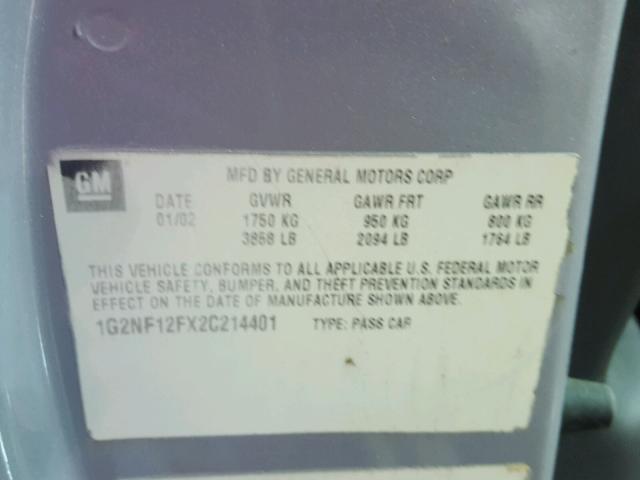 GM
MFD BY GENERAL MOTORS CORP
DATE GVWR GAWR FRT GAWR RR
01/02 1750 KG 950 KG 800 KG
3858 LB 2094 LB 1764 LB
THIS VEHICLE CONFORMS TO ALL APPLICABLE U.S. FEDERAL MOTOR
VEHICLE SAFETY, BUMPER, AND THEFT PREVENTION STANDARDS IN
EFFECT ON THE DATE OF MANUFACTURE SHOWN ABOVE.
1G2NF12FX2C214401 TYPE: PASS CAR